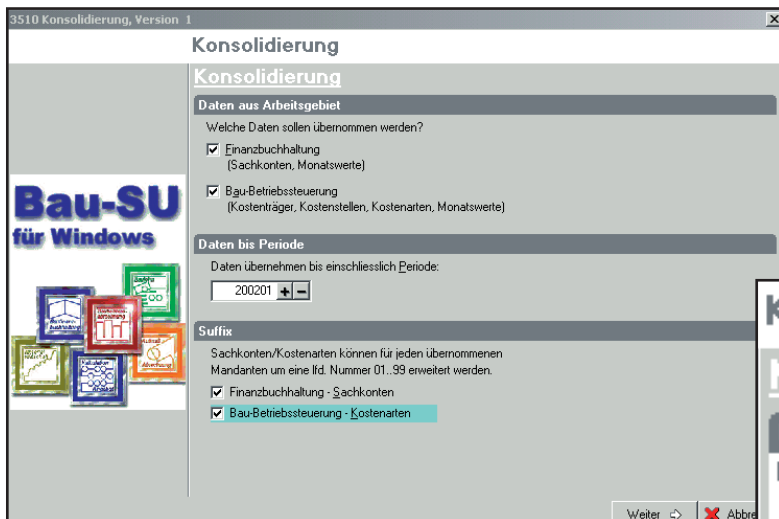 3510 Konsolidierung, Version 1
Konsolidierung
Konsolidierung
Daten aus Arbeitsgebiet
Welche Daten sollen übernommen werden?
Finanzbuchhaltung
(Sachkonten, Monatswerte)
Bau-Betriebssteuerung
(Kostenträger, Kostenstellen, Kostenarten, Monatswerte)
Bau-SU
für Windows
Daten bis Periode
Daten übernehmen bis einschliesslich Periode:
200201
Suffix
Sachkonten/Kostenarten können für jeden übernommenen
Mandanten um eine lfd. Nummer 01..99 erweitert werden.
Finanzbuchhaltung - Sachkonten
Bau-Betriebssteuerung - Kostenarten
Weiter
Abbre
K